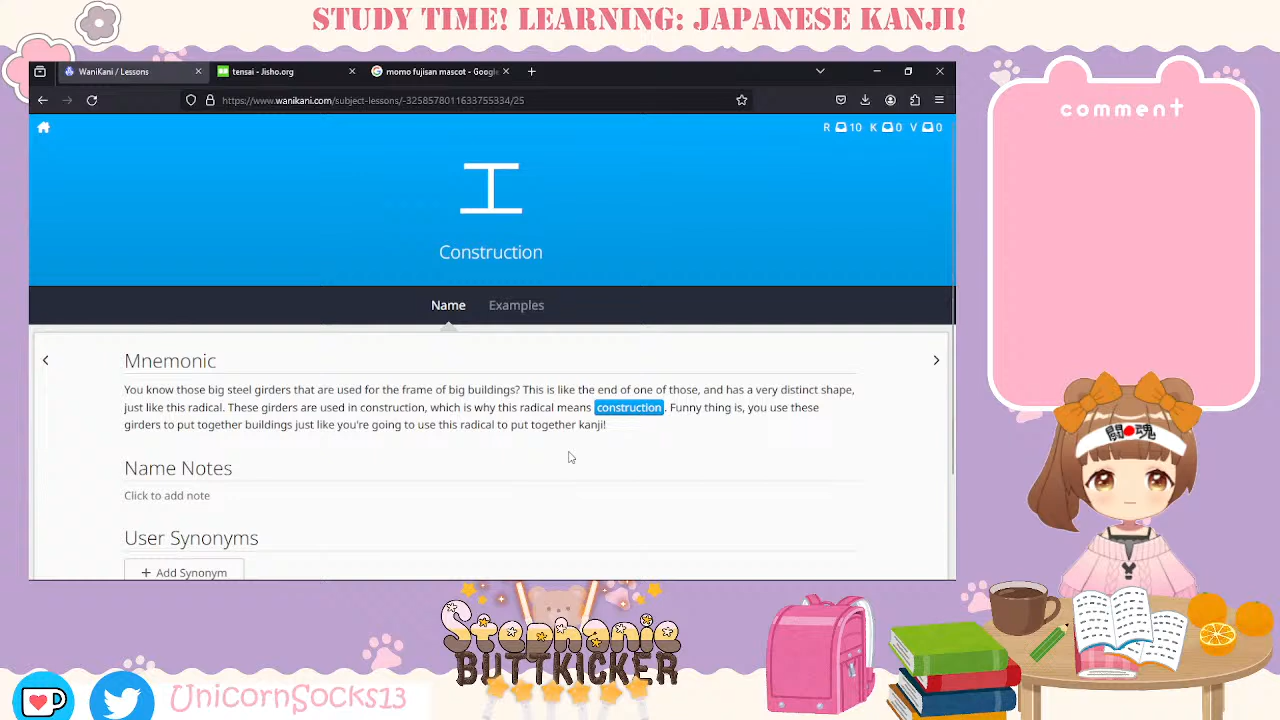 STUDY TIME! LEARNING: JAPANESE KANJI!
WaniKani / Lessons
tensai - Jisho.org
momo fujisan mascot - Google
https://www.wanikani.com/subject-lessons/-3258578011633755334/25
R 10 K 0 V 0
工
Construction
Name Examples
Mnemonic
You know those big steel girders that are used for the frame of big buildings? This is like the end of one of those, and has a very distinct shape,
just like this radical. These girders are used in construction, which is why this radical means construction. Funny thing is, you use these
girders to put together buildings just like you're going to use this radical to put together kanji!
Name Notes
Click to add note
User Synonyms
+ Add Synonym
comment
闘魂
Stephanie
BUTTKICKER
UnicornSocks13